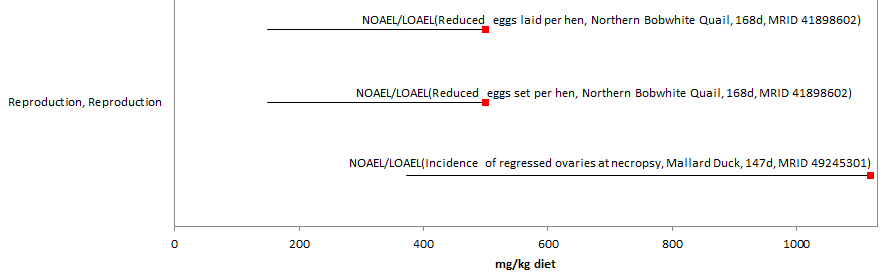 NOAEL/LOAEL(Reduced eggs laid per hen, Northern Bobwhite Quail, 168d, MRID 41898602)
NOAEL/LOAEL(Reduced eggs set per hen, Northern Bobwhite Quail, 168d, MRID 41898602)
Reproduction, Reproduction
NOAEL/LOAEL(Incidence of regressed ovaries at necropsy, Mallard Duck, 147d, MRID 49245301)
0 200 400 600 800 1000
mg/kg diet